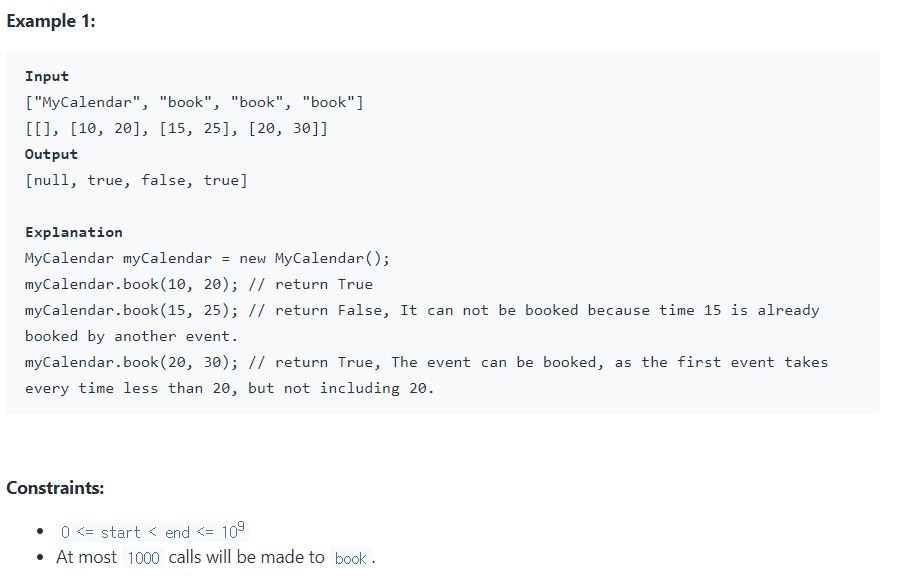 Example 1:
Input
["MyCalendar", "book", "book", "book"]
[[], [10, 20], [15, 25], [20, 30]]
Output
[null, true, false, true]
Explanation
MyCalendar myCalendar = new MyCalendar();
myCalendar.book(10, 20); // return True
myCalendar.book(15, 25); // return False, It can not be booked because time 15 is already
booked by another event.
myCalendar.book(20, 30); // return True, The event can be booked, as the first event takes
every time less than 20, but not including 20.
Constraints:
• 0 <= start < end <= 10⁹
• At most 1000 calls will be made to book.